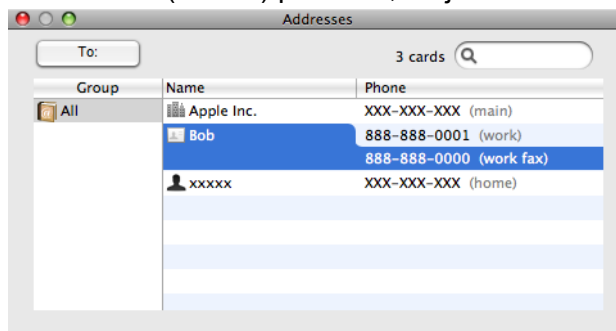 Addresses
To:
3 cards
Group Name Phone
All Apple Inc. XXX-XXX-XXX (main)
Bob 888-888-0001 (work)
888-888-0000 (work fax)
xxxxx XXX-XXX-XXX (home)